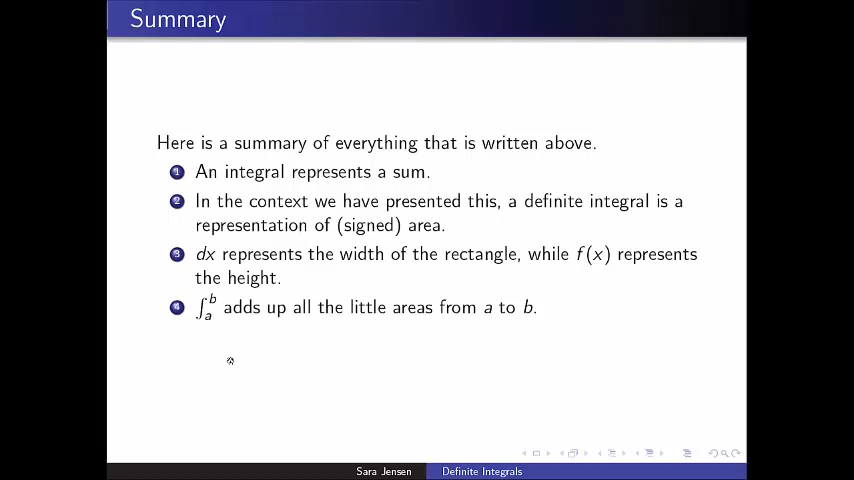 Summary
Here is a summary of everything that is written above.
1 An integral represents a sum.
2 In the context we have presented this, a definite integral is a
representation of (signed) area.
3 dx represents the width of the rectangle, while f(x) represents
the height.
4 ∫_a^b adds up all the little areas from a to b.
Sara Jensen Definite Integrals